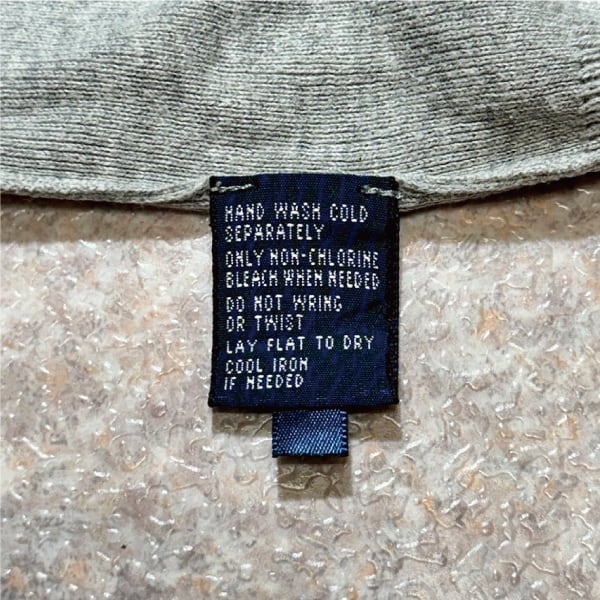 HAND WASH COLD
SEPARATELY
ONLY NON-CHLORINE
BLEACH WHEN NEEDED
DO NOT WRING
OR TWIST
LAY FLAT TO DRY
COOL IRON
IF NEEDED